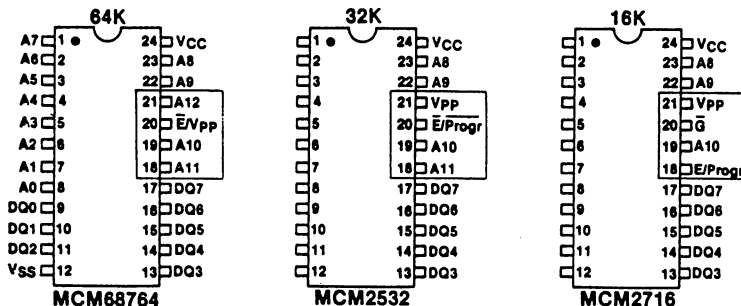 64K 32K 16K
A7 1 24 VCC 1 24 VCC 1 24 VCC
A6 2 23 A8 2 23 A8 2 23 A8
A5 3 22 A9 3 22 A9 3 22 A9
A4 4 21 A12 4 21 VPP 4 21 VPP
A3 5 20 E̅/VPP 5 20 E̅/P̅r̅o̅g̅r̅ 5 20 G̅
A2 6 19 A10 6 19 A10 6 19 A10
A1 7 18 A11 7 18 A11 7 18 E/Progr
A0 8 17 DQ7 8 17 DQ7 8 17 DQ7
DQ0 9 16 DQ6 9 16 DQ6 9 16 DQ6
DQ1 10 15 DQ5 10 15 DQ5 10 15 DQ5
DQ2 11 14 DQ4 11 14 DQ4 11 14 DQ4
VSS 12 13 DQ3 12 13 DQ3 12 13 DQ3
MCM68764 MCM2532 MCM2716